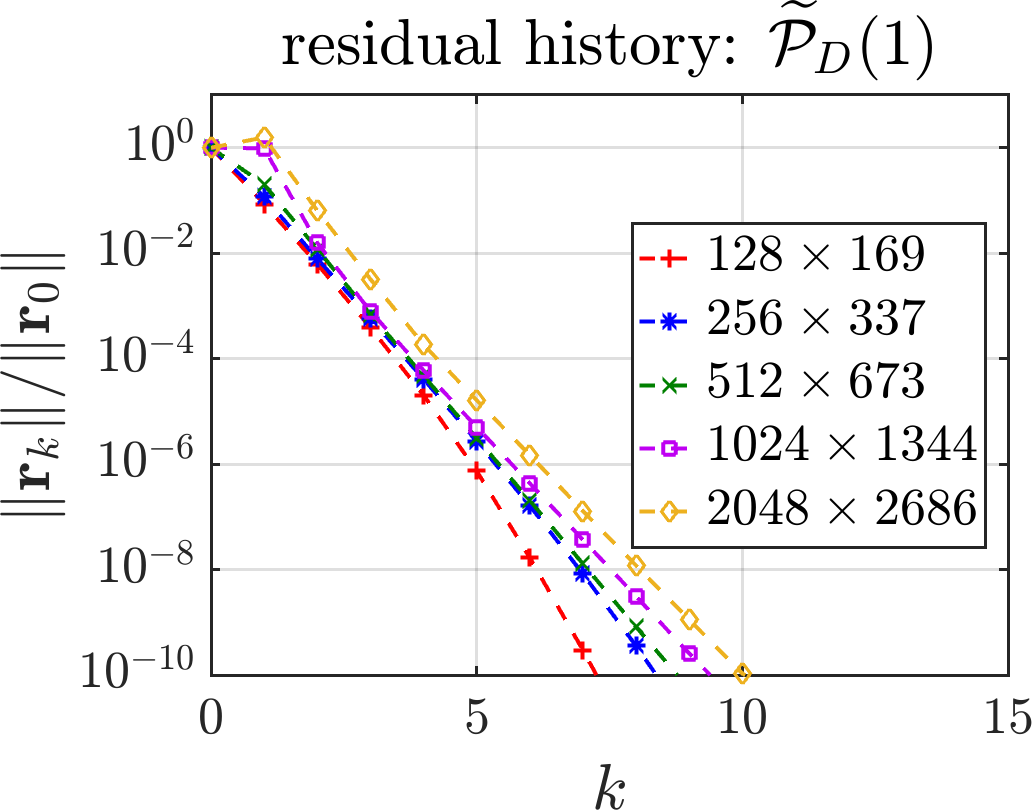 residual history: $\widetilde{\mathcal{P}}_D(1)$
$\|\mathbf{r}_k\|/\|\mathbf{r}_0\|$
$10^0$
$10^{-2}$
$10^{-4}$
$10^{-6}$
$10^{-8}$
$10^{-10}$
128 × 169
256 × 337
512 × 673
1024 × 1344
2048 × 2686
0 5 10 15
$k$